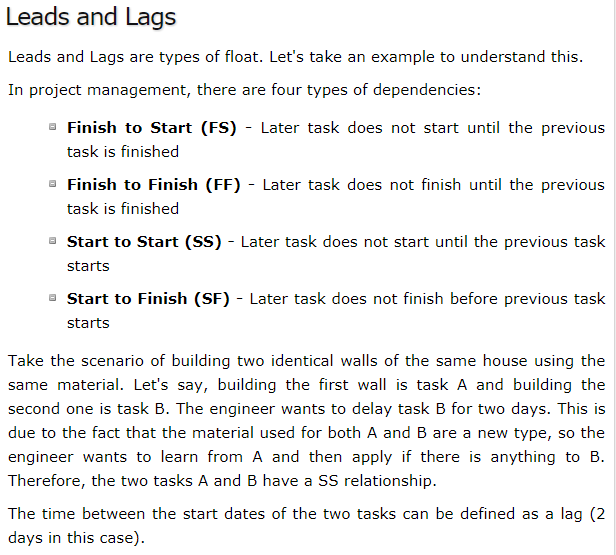 Leads and Lags
Leads and Lags are types of float. Let's take an example to understand this.
In project management, there are four types of dependencies:
Finish to Start (FS) - Later task does not start until the previous
task is finished
Finish to Finish (FF) - Later task does not finish until the previous
task is finished
Start to Start (SS) - Later task does not start until the previous task
starts
Start to Finish (SF) - Later task does not finish before previous task
starts
Take the scenario of building two identical walls of the same house using the
same material. Let's say, building the first wall is task A and building the
second one is task B. The engineer wants to delay task B for two days. This is
due to the fact that the material used for both A and B are a new type, so the
engineer wants to learn from A and then apply if there is anything to B.
Therefore, the two tasks A and B have a SS relationship.
The time between the start dates of the two tasks can be defined as a lag (2
days in this case).